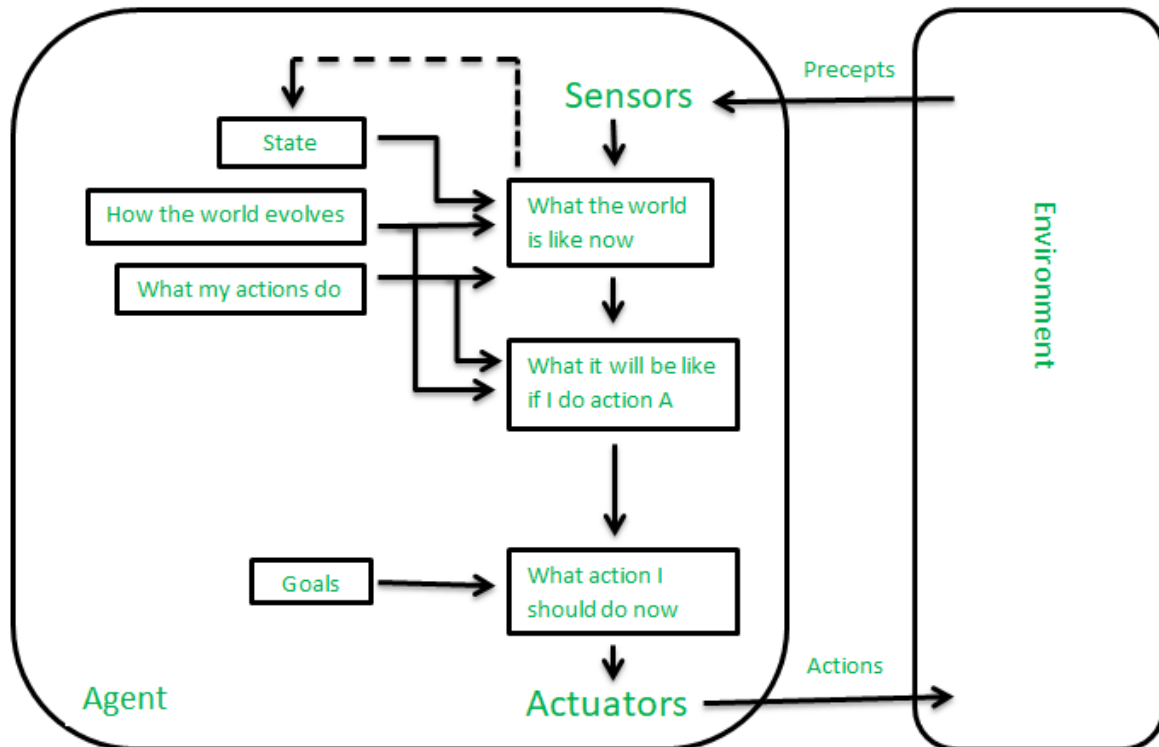 Precepts
Sensors
State
What the world
is like now
How the world evolves
What my actions do
What it will be like
if I do action A
Environment
Goals
What action I
should do now
Actions
Agent
Actuators